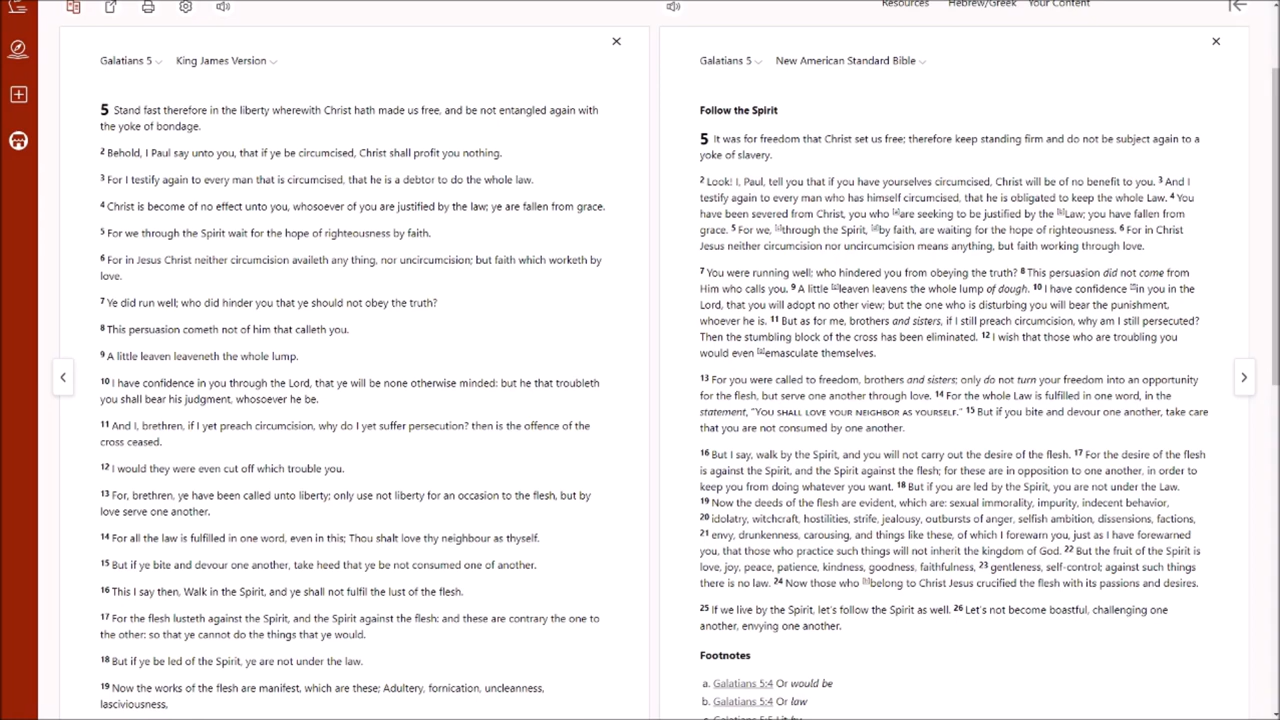 Resources Hebrew/Greek Your Content
Galatians 5 King James Version
5 Stand fast therefore in the liberty wherewith Christ hath made us free, and be not entangled again with
the yoke of bondage.
2 Behold, I Paul say unto you, that if ye be circumcised, Christ shall profit you nothing.
3 For I testify again to every man that is circumcised, that he is a debtor to do the whole law.
4 Christ is become of no effect unto you, whosoever of you are justified by the law; ye are fallen from grace.
5 For we through the Spirit wait for the hope of righteousness by faith.
6 For in Jesus Christ neither circumcision availeth any thing, nor uncircumcision; but faith which worketh by
love.
7 Ye did run well; who did hinder you that ye should not obey the truth?
8 This persuasion cometh not of him that calleth you.
9 A little leaven leaveneth the whole lump.
10 I have confidence in you through the Lord, that ye will be none otherwise minded: but he that troubleth
you shall bear his judgment, whosoever he be.
11 And I, brethren, if I yet preach circumcision, why do I yet suffer persecution? then is the offence of the
cross ceased.
12 I would they were even cut off which trouble you.
13 For, brethren, ye have been called unto liberty; only use not liberty for an occasion to the flesh, but by
love serve one another.
14 For all the law is fulfilled in one word, even in this; Thou shalt love thy neighbour as thyself.
15 But if ye bite and devour one another, take heed that ye be not consumed one of another.
16 This I say then, Walk in the Spirit, and ye shall not fulfil the lust of the flesh.
17 For the flesh lusteth against the Spirit, and the Spirit against the flesh: and these are contrary the one to
the other: so that ye cannot do the things that ye would.
18 But if ye be led of the Spirit, ye are not under the law.
19 Now the works of the flesh are manifest, which are these; Adultery, fornication, uncleanness,
lasciviousness,
Galatians 5 New American Standard Bible
Follow the Spirit
5 It was for freedom that Christ set us free; therefore keep standing firm and do not be subject again to a
yoke of slavery.
2 Look! I, Paul, tell you that if you have yourselves circumcised, Christ will be of no benefit to you. 3 And I
testify again to every man who has himself circumcised, that he is obligated to keep the whole Law. 4 You
have been severed from Christ, you who [a]are seeking to be justified by the [b]Law; you have fallen from
grace. 5 For we, [c]through the Spirit, [d]by faith, are waiting for the hope of righteousness. 6 For in Christ
Jesus neither circumcision nor uncircumcision means anything, but faith working through love.
7 You were running well; who hindered you from obeying the truth? 8 This persuasion did not come from
Him who calls you. 9 A little [e]leaven leavens the whole lump of dough. 10 I have confidence [f]in you in the
Lord, that you will adopt no other view; but the one who is disturbing you will bear the punishment,
whoever he is. 11 But as for me, brothers and sisters, if I still preach circumcision, why am I still persecuted?
Then the stumbling block of the cross has been eliminated. 12 I wish that those who are troubling you
would even [g]emasculate themselves.
13 For you were called to freedom, brothers and sisters; only do not turn your freedom into an opportunity
for the flesh, but serve one another through love. 14 For the whole Law is fulfilled in one word, in the
statement, “YOU SHALL LOVE YOUR NEIGHBOR AS YOURSELF.” 15 But if you bite and devour one another, take care
that you are not consumed by one another.
16 But I say, walk by the Spirit, and you will not carry out the desire of the flesh. 17 For the desire of the flesh
is against the Spirit, and the Spirit against the flesh; for these are in opposition to one another, in order to
keep you from doing whatever you want. 18 But if you are led by the Spirit, you are not under the Law.
19 Now the deeds of the flesh are evident, which are: sexual immorality, impurity, indecent behavior,
20 idolatry, witchcraft, hostilities, strife, jealousy, outbursts of anger, selfish ambition, dissensions, factions,
21 envy, drunkenness, carousing, and things like these, of which I forewarn you, just as I have forewarned
you, that those who practice such things will not inherit the kingdom of God. 22 But the fruit of the Spirit is
love, joy, peace, patience, kindness, goodness, faithfulness, 23 gentleness, self-control; against such things
there is no law. 24 Now those who [h]belong to Christ Jesus crucified the flesh with its passions and desires.
25 If we live by the Spirit, let’s follow the Spirit as well. 26 Let’s not become boastful, challenging one
another, envying one another.
Footnotes
a. Galatians 5:4 Or would be
b. Galatians 5:4 Or law